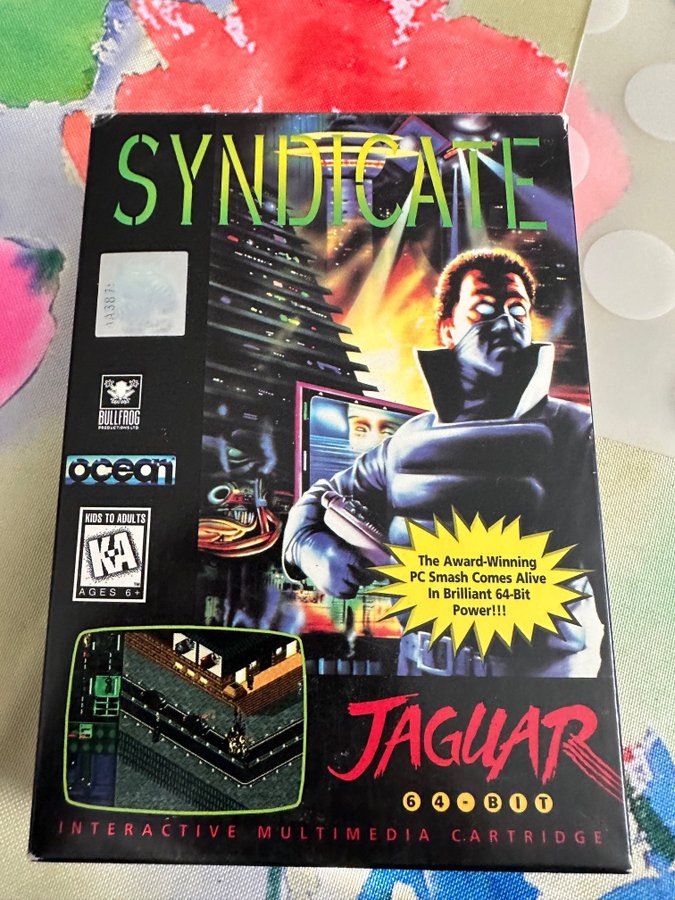 SYNDICATE
BULLFROG
PRODUCTIONS LTD
ocean
KIDS TO ADULTS
K-A
AGES 6+
The Award-Winning
PC Smash Comes Alive
In Brilliant 64-Bit
Power!!!
JAGUAR
64-BIT
INTERACTIVE MULTIMEDIA CARTRIDGE